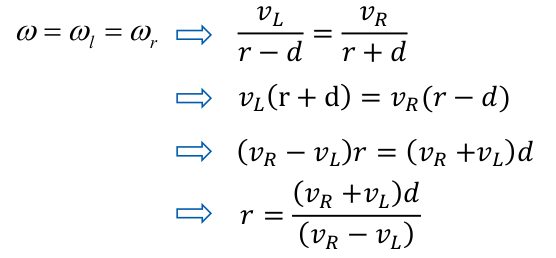 ω = ω_l = ω_r ⇨ v_L/(r − d) = v_R/(r + d)
⇨ v_L(r + d) = v_R(r − d)
⇨ (v_R − v_L)r = (v_R +v_L)d
⇨ r = (v_R +v_L)d/(v_R − v_L)